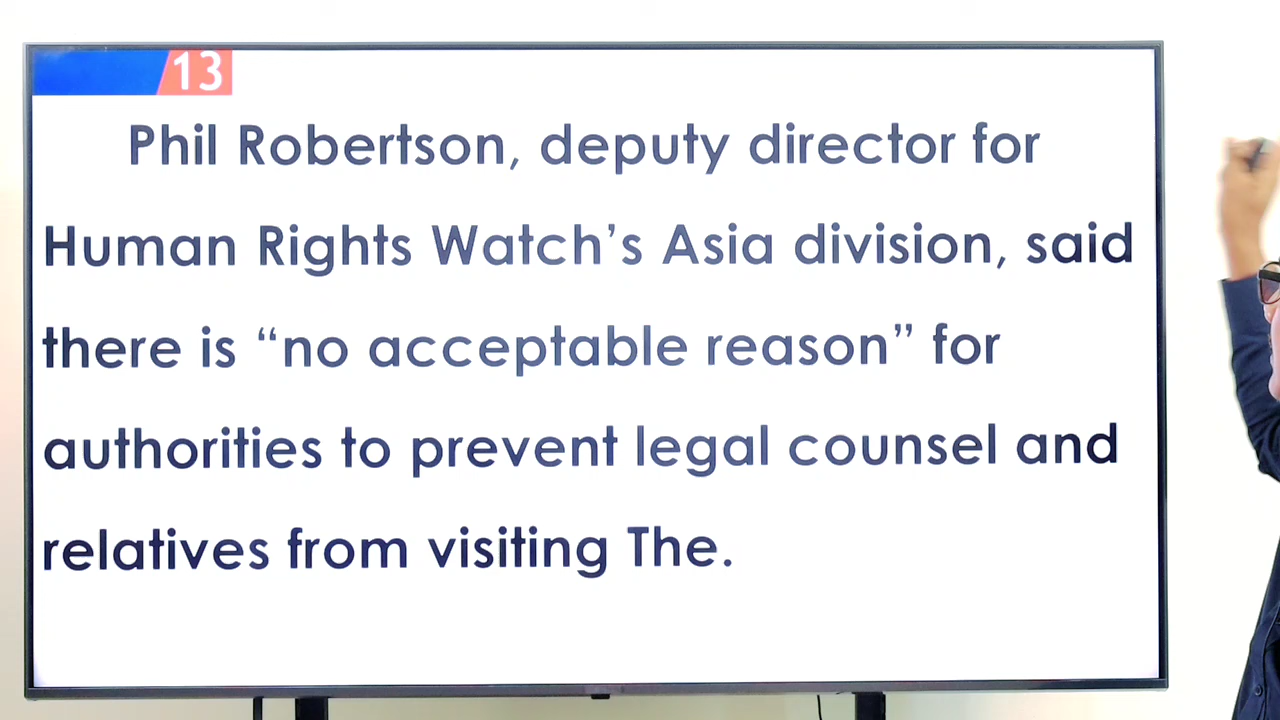 13
Phil Robertson, deputy director for
Human Rights Watch’s Asia division, said
there is “no acceptable reason” for
authorities to prevent legal counsel and
relatives from visiting The.